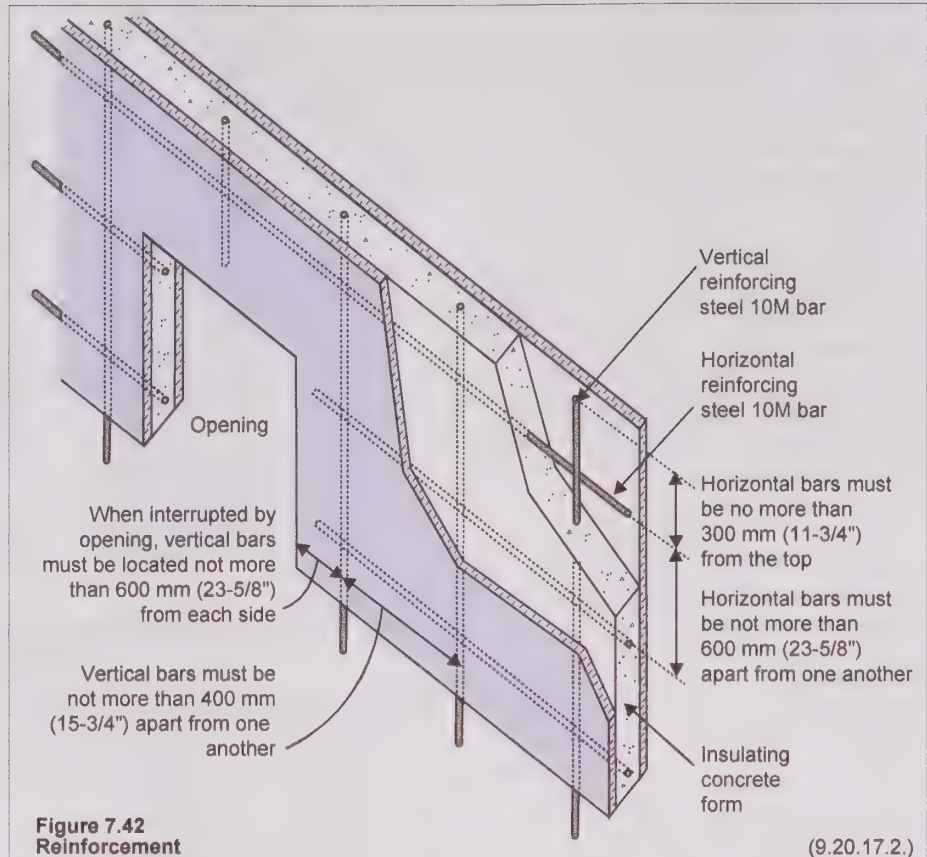 Vertical
reinforcing
steel 10M bar
Horizontal
reinforcing
steel 10M bar
Opening
Horizontal bars must
be no more than
300 mm (11-3/4")
from the top
When interrupted by
opening, vertical bars
must be located not more
than 600 mm (23-5/8")
from each side
Horizontal bars must
be not more than
600 mm (23-5/8")
apart from one another
Vertical bars must be
not more than 400 mm
(15-3/4") apart from one
another
Insulating
concrete
form
Figure 7.42
Reinforcement
(9.20.17.2.)